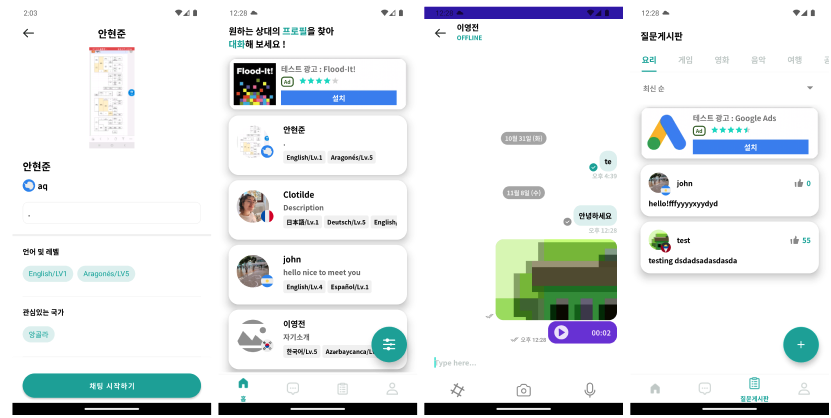 2:03
안현준
안현준
aq
.
언어 및 레벨
English/LV1
Aragonés/LV5
관심있는 국가
앙골라
채팅 시작하기
12:28
원하는 상대의 프로필을 찾아
대화해 보세요 !
Flood-It!
테스트 광고 : Flood-It!
Ad
설치
안현준
.
English/Lv.1 Aragonés/Lv.5
Clotilde
Description
日本語/Lv.1 Deutsch/Lv.5 English,
john
hello nice to meet you
English/Lv.4 Español/Lv.1
이영전
자기소개
한국어/Lv.5 Azərbaycanca/L
홈
12:28
이영전
OFFLINE
10월 31일 (화)
te
오후 4:39
11월 8일 (수)
안녕하세요
오후 12:28
00:02
오후 12:28
Type here...
12:28
질문게시판
요리 게임 영화 음악 여행
최신 순
테스트 광고 : Google Ads
Ad
설치
john
0
hello!fffyyyyxyydyd
test
55
testing dsdadsadasdasda
질문게시판